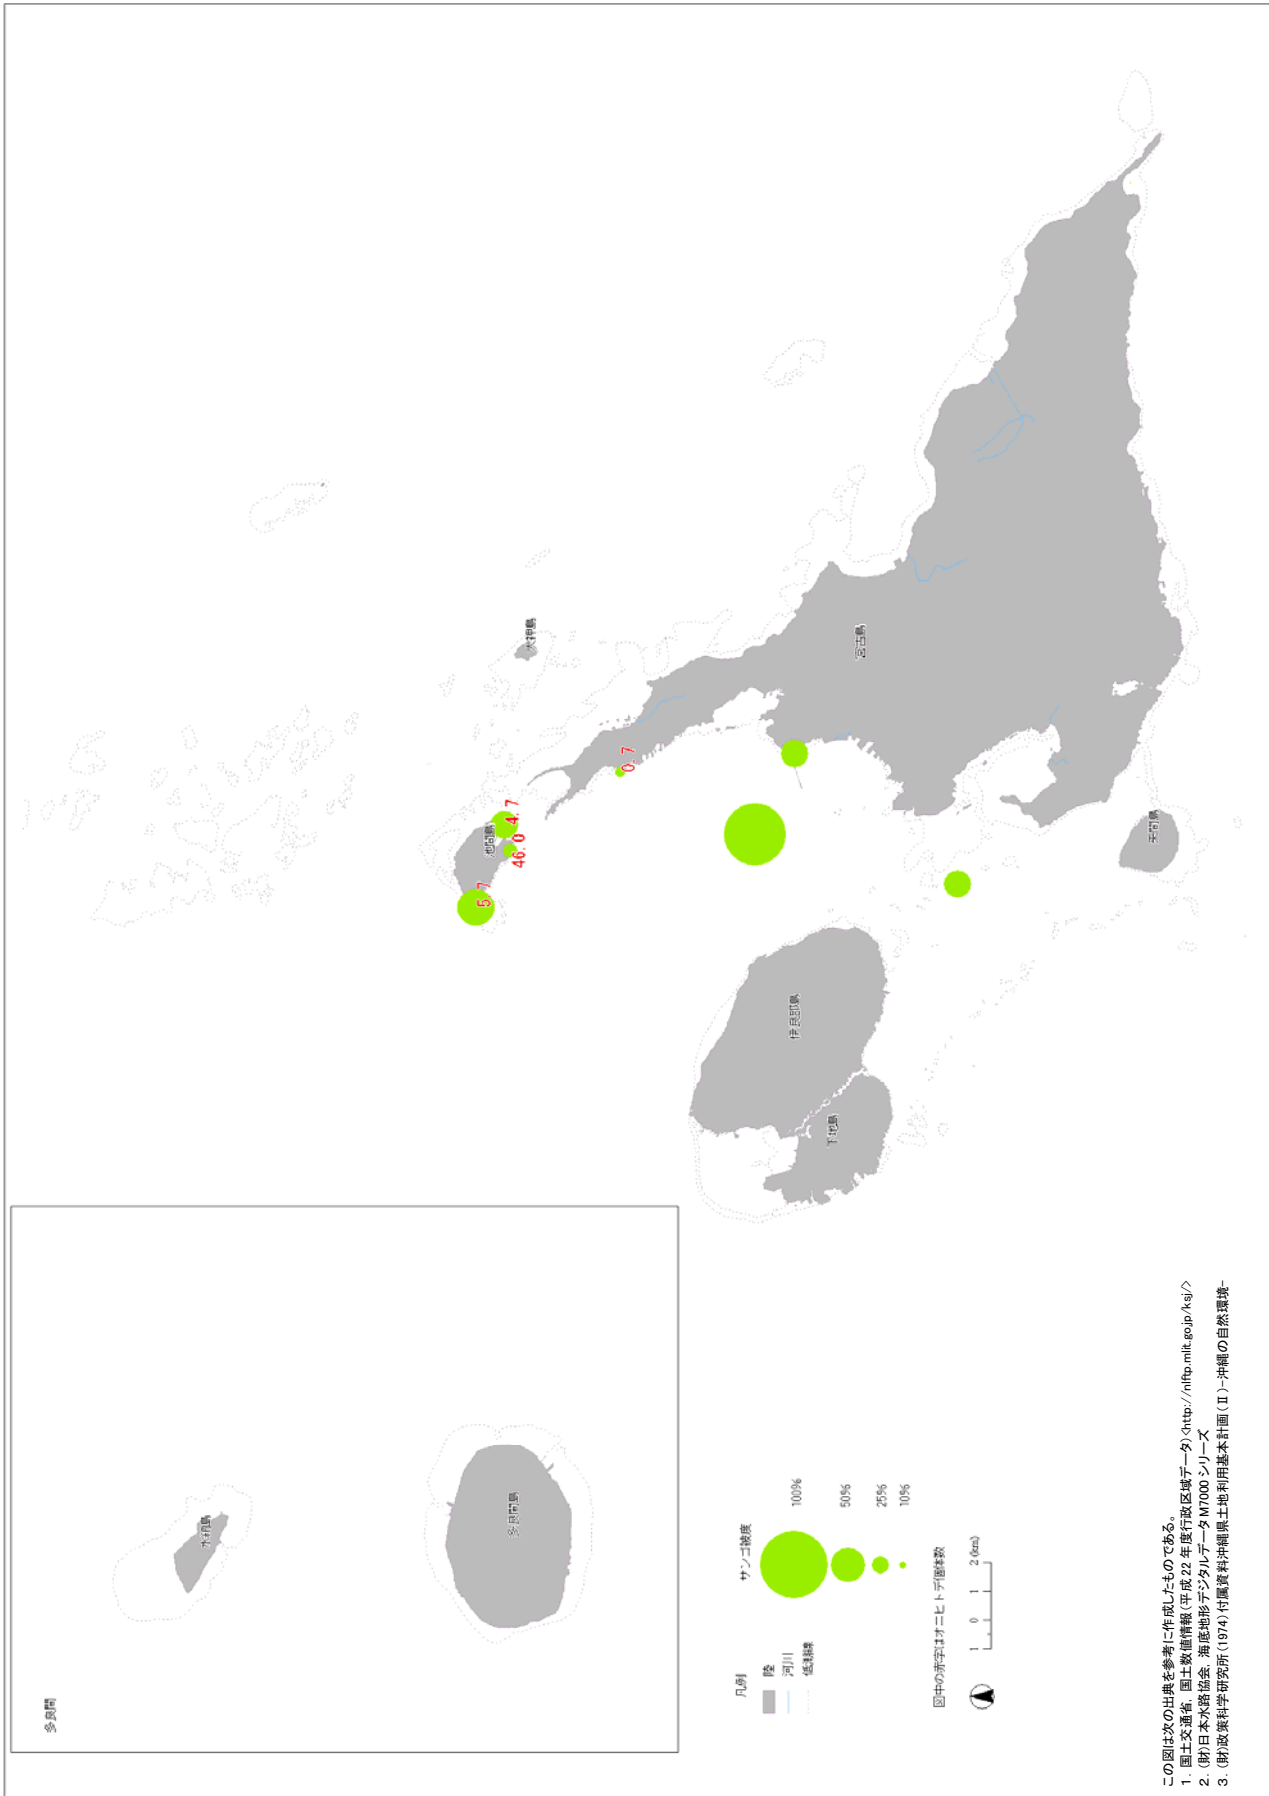 多良間
水納島
多良間島
池間島
大神島
宮古島
伊良部島
下地島
来間島
5. 7
46. 0
4. 7
0. 7
凡例
陸
河川
低潮線
サンゴ被度
100%
50%
25%
10%
図中の赤字はオニヒトデ個体数
1 0 1 2 (km)
この図は次の出典を参考に作成したものである。
1. 国土交通省, 国土数値情報(平成 22 年度行政区域データ)<http://nlftp.mlit.go.jp/ksj/>
2. (財)日本水路協会, 海底地形デジタルデータ M7000 シリーズ
3. (財)政策科学研究所(1974)付属資料沖縄県土地利用基本計画(Ⅱ)-沖縄の自然環境-